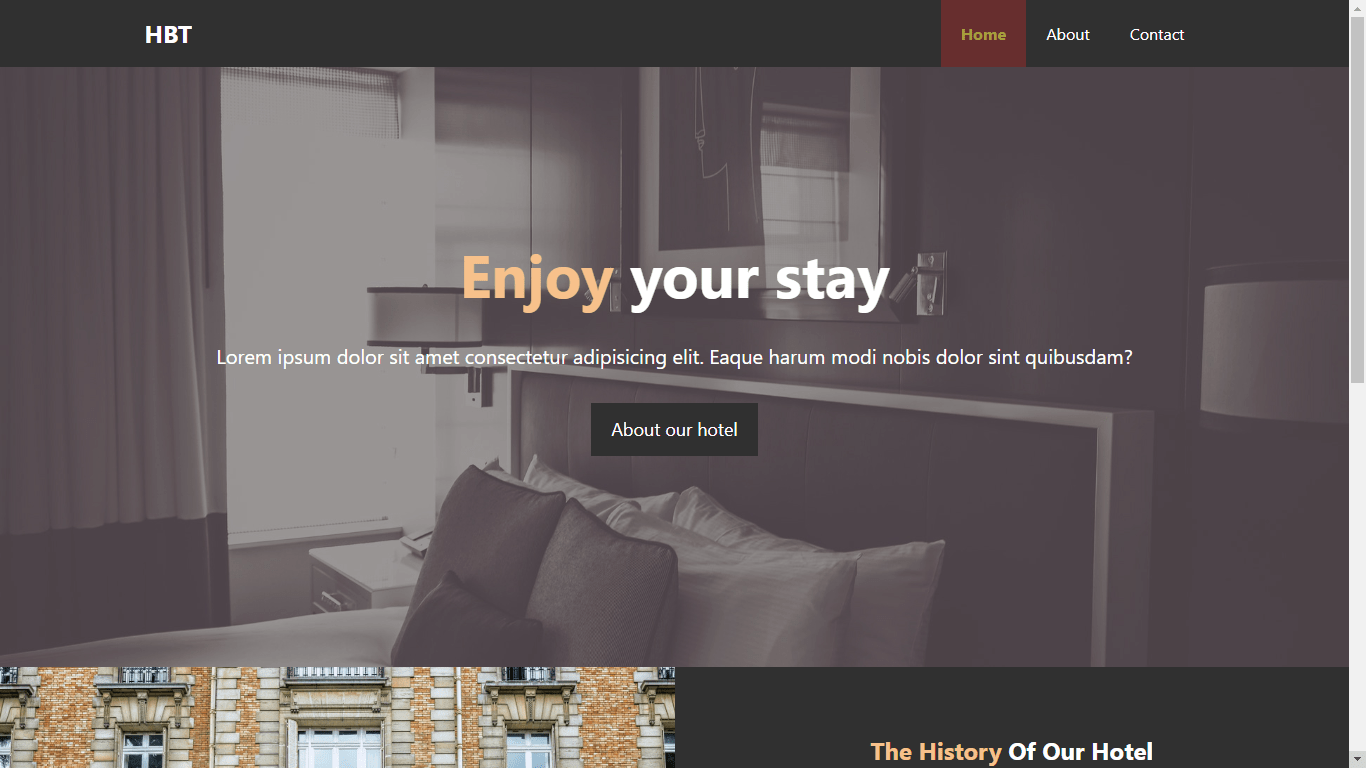 HBT
Home
About
Contact
Enjoy your stay
Lorem ipsum dolor sit amet consectetur adipisicing elit. Eaque harum modi nobis dolor sint quibusdam?
About our hotel
The History Of Our Hotel